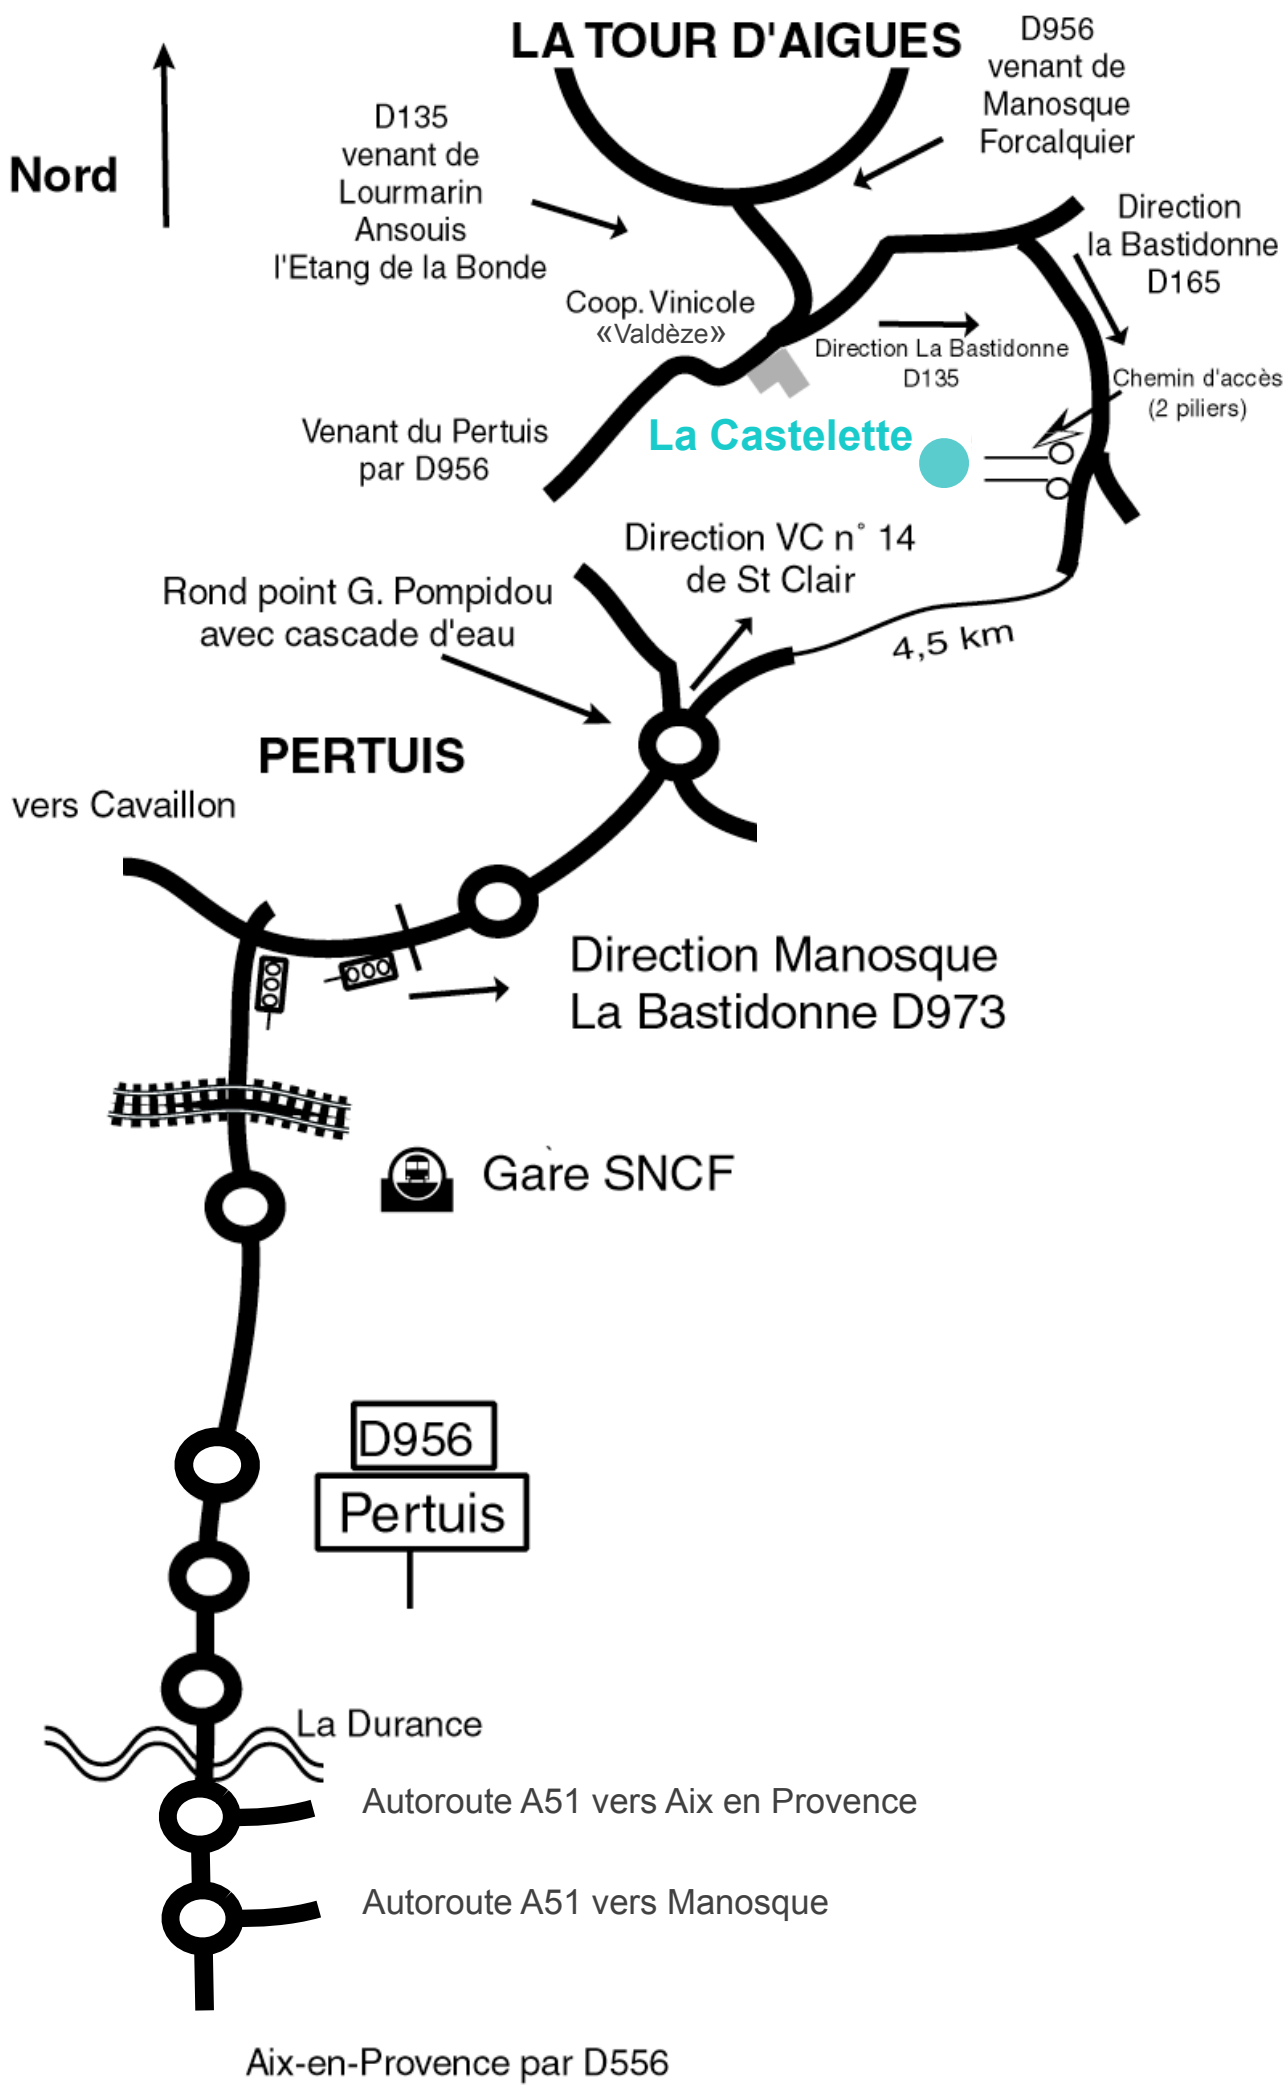 LA TOUR D'AIGUES
D956
venant de
Manosque
Forcalquier
D135
venant de
Lourmarin
Ansouis
l'Etang de la Bonde
Nord
Direction
la Bastidonne
D165
Coop. Vinicole
«Valdèze»
Direction La Bastidonne
D135
Chemin d'accès
(2 piliers)
Venant du Pertuis
par D956
La Castelette
Direction VC n° 14
de St Clair
Rond point G. Pompidou
avec cascade d'eau
4,5 km
PERTUIS
vers Cavaillon
Direction Manosque
La Bastidonne D973
Gare SNCF
D956
Pertuis
La Durance
Autoroute A51 vers Aix en Provence
Autoroute A51 vers Manosque
Aix-en-Provence par D556